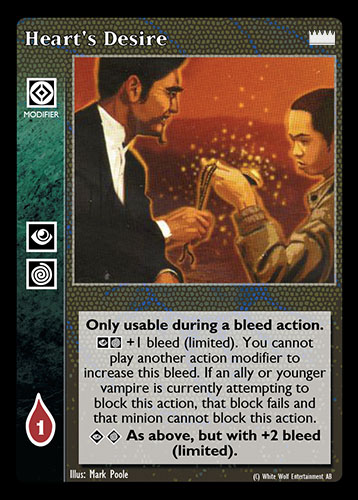 Heart's Desire
MODIFIER
Only usable during a bleed action.
+1 bleed (limited). You cannot
play another action modifier to
increase this bleed. If an ally or younger
vampire is currently attempting to
block this action, that block fails and
that minion cannot block this action.
As above, but with +2 bleed
(limited).
1
Illus: Mark Poole
(C) White Wolf Entertainment AB